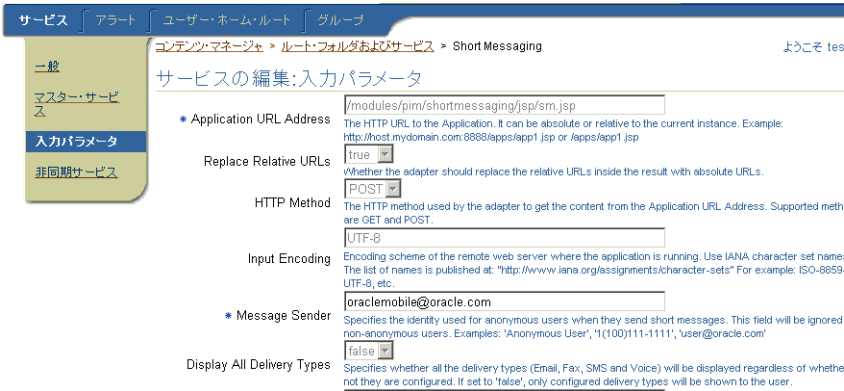 サービス アラート ユーザー・ホーム・ルート グループ
コンテンツ・マネージャ > ルート・フォルダおよびサービス > Short Messaging ようこそ tes
一般
マスター・サービ
ス
入力パラメータ
非同期サービス
サービスの編集:入力パラメータ
* Application URL Address /modules/pim/shortmessaging/jsp/sm.jsp
The HTTP URL to the Application. It can be absolute or relative to the current instance. Example:
http://host.mydomain.com:8888/apps/app1.jsp or /apps/app1.jsp
Replace Relative URLs true
Whether the adapter should replace the relative URLs inside the result with absolute URLs.
HTTP Method POST
The HTTP method used by the adapter to get the content from the Application URL Address. Supported meth
are GET and POST.
Input Encoding UTF-8
Encoding scheme of the remote web server where the application is running. Use IANA character set name
The list of names is published at: "http://www.iana.org/assignments/character-sets" For example: ISO-8859-
UTF-8, etc.
* Message Sender oraclemobile@oracle.com
Specifies the identity used for anonymous users when they send short messages. This field will be ignored
non-anonymous users. Examples: 'Anonymous User', '1(100)111-1111', 'user@oracle.com'
Display All Delivery Types false
Specifies whether all the delivery types (Email, Fax, SMS and Voice) will be displayed regardless of whethe
not they are configured. If set to 'false', only configured delivery types will be shown to the user.